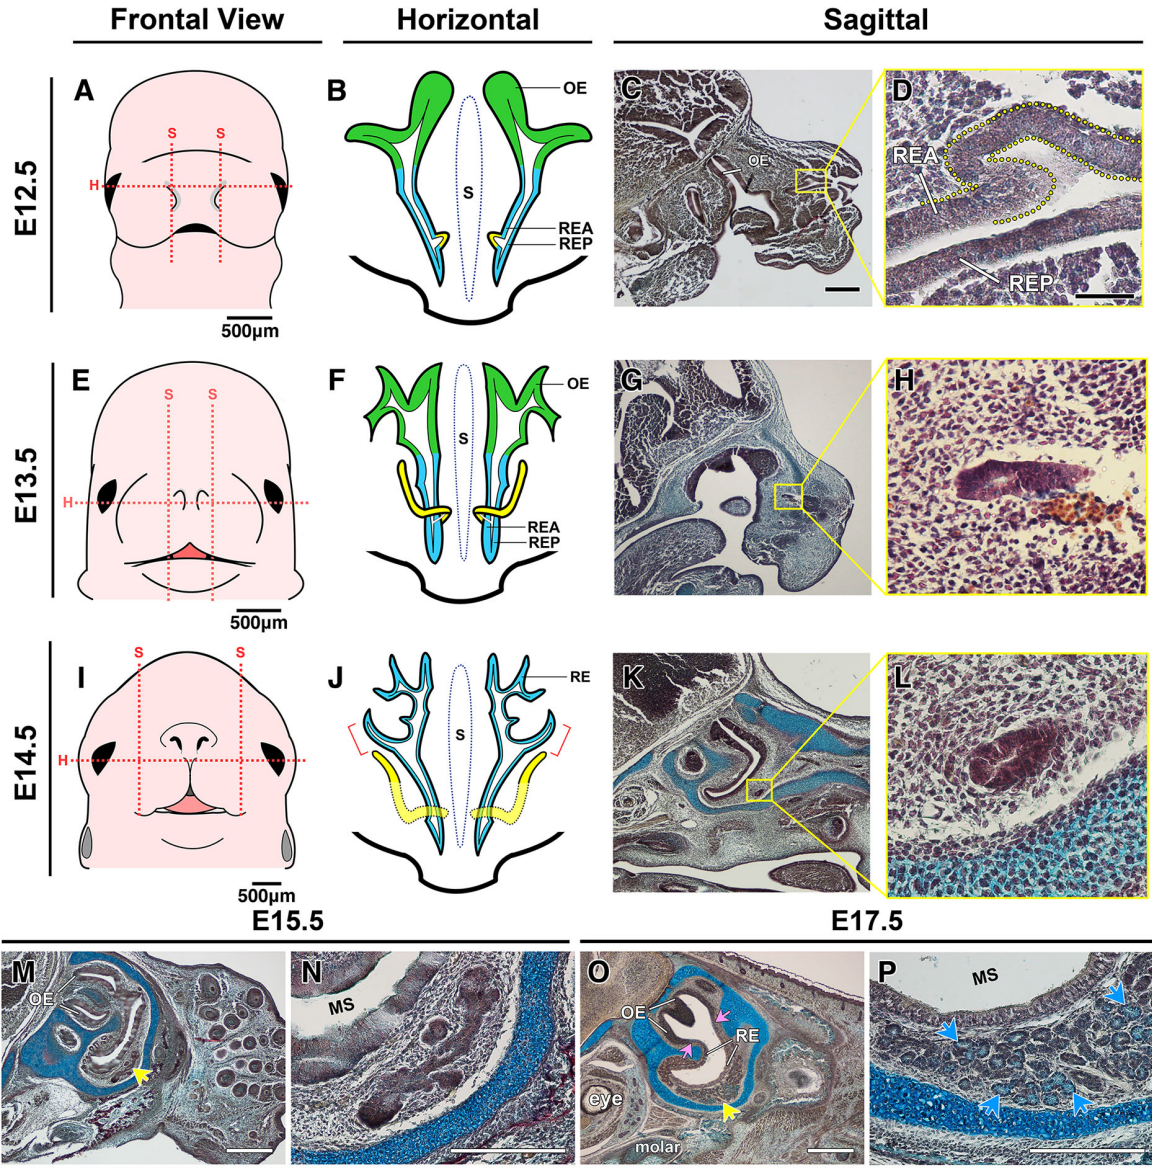 Frontal View
Horizontal
Sagittal
E12.5
A
S
S
H
500µm
B
OE
S
REA
REP
C
OE
D
REA
REP
E13.5
E
S
S
H
500µm
F
OE
S
REA
REP
G
H
E14.5
I
S
S
H
500µm
J
RE
S
K
L
E15.5
E17.5
M
OE
N
MS
O
OE
RE
eye
molar
P
MS